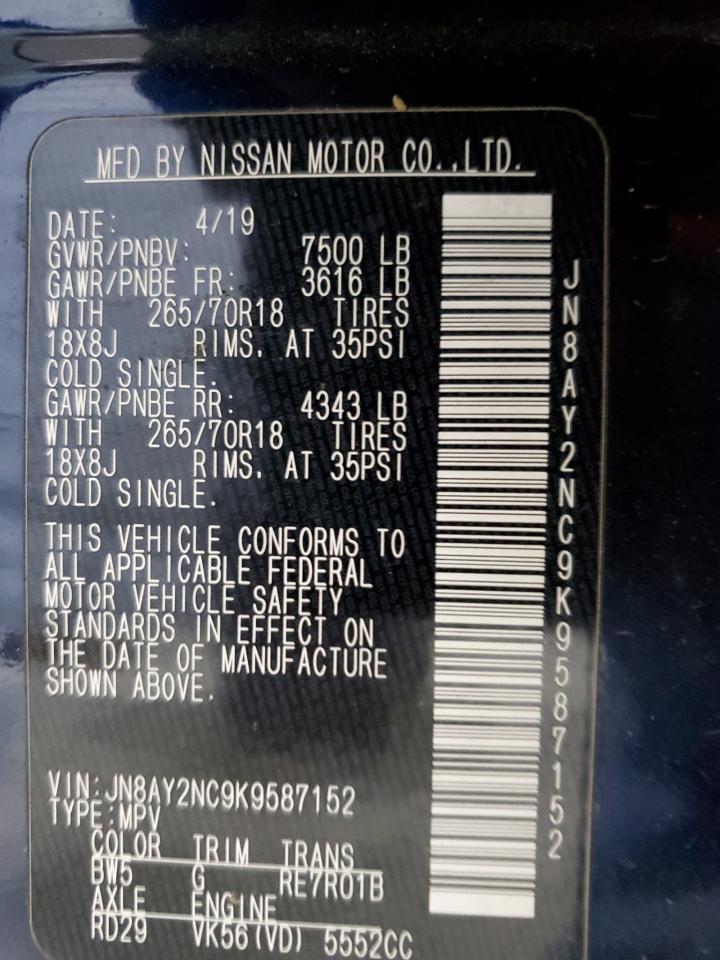 MFD BY NISSAN MOTOR CO.,LTD.
DATE: 4/19
GVWR/PNBV: 7500 LB
GAWR/PNBE FR: 3616 LB
WITH 265/70R18 TIRES
18X8J RIMS, AT 35PSI
COLD SINGLE.
GAWR/PNBE RR: 4343 LB
WITH 265/70R18 TIRES
18X8J RIMS, AT 35PSI
COLD SINGLE.
THIS VEHICLE CONFORMS TO
ALL APPLICABLE FEDERAL
MOTOR VEHICLE SAFETY
STANDARDS IN EFFECT ON
THE DATE OF MANUFACTURE
SHOWN ABOVE.
VIN:JN8AY2NC9K9587152
TYPE:MPV
COLOR TRIM TRANS
BW5 G RE7R01B
AXLE ENGINE
RD29 VK56(VD) 5552CC
JN8AY2NC9K9587152